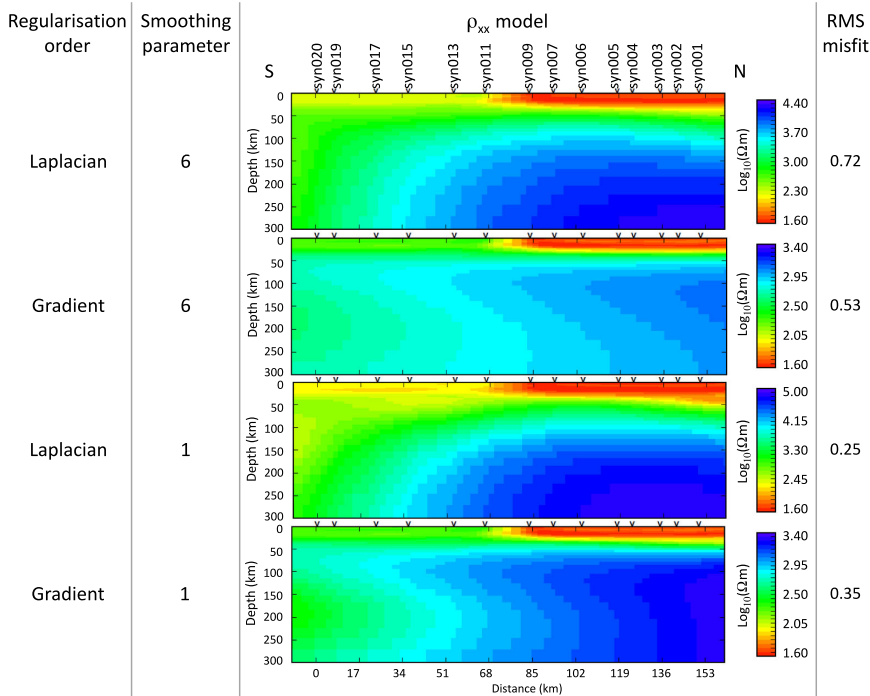 Regularisation order
Smoothing parameter
ρxx model
RMS misfit
S
N
syn020
syn019
syn017
syn015
syn013
syn011
syn009
syn007
syn006
syn005
syn004
syn003
syn002
syn001
Laplacian
6
Depth (km)
0
50
100
150
200
250
300
4.40
3.70
3.00
2.30
1.60
Log10(Ωm)
0.72
Gradient
6
Depth (km)
0
50
100
150
200
250
300
3.40
2.95
2.50
2.05
1.60
Log10(Ωm)
0.53
Laplacian
1
Depth (km)
0
50
100
150
200
250
300
5.00
4.15
3.30
2.45
1.60
Log10(Ωm)
0.25
Gradient
1
Depth (km)
0
50
100
150
200
250
300
3.40
2.95
2.50
2.05
1.60
Log10(Ωm)
0.35
0 17 34 51 68 85 102 119 136 153
Distance (km)